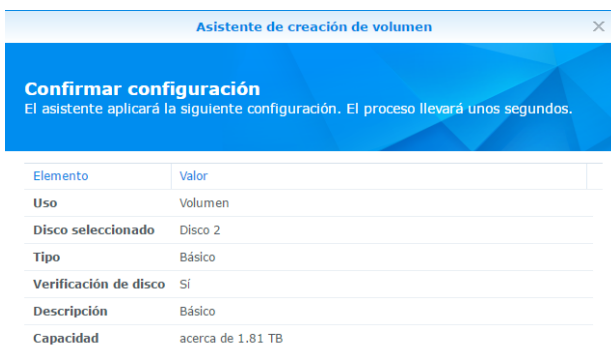 Asistente de creación de volumen
Confirmar configuración
El asistente aplicará la siguiente configuración. El proceso llevará unos segundos.
Elemento Valor
Uso Volumen
Disco seleccionado Disco 2
Tipo Básico
Verificación de disco Sí
Descripción Básico
Capacidad acerca de 1.81 TB